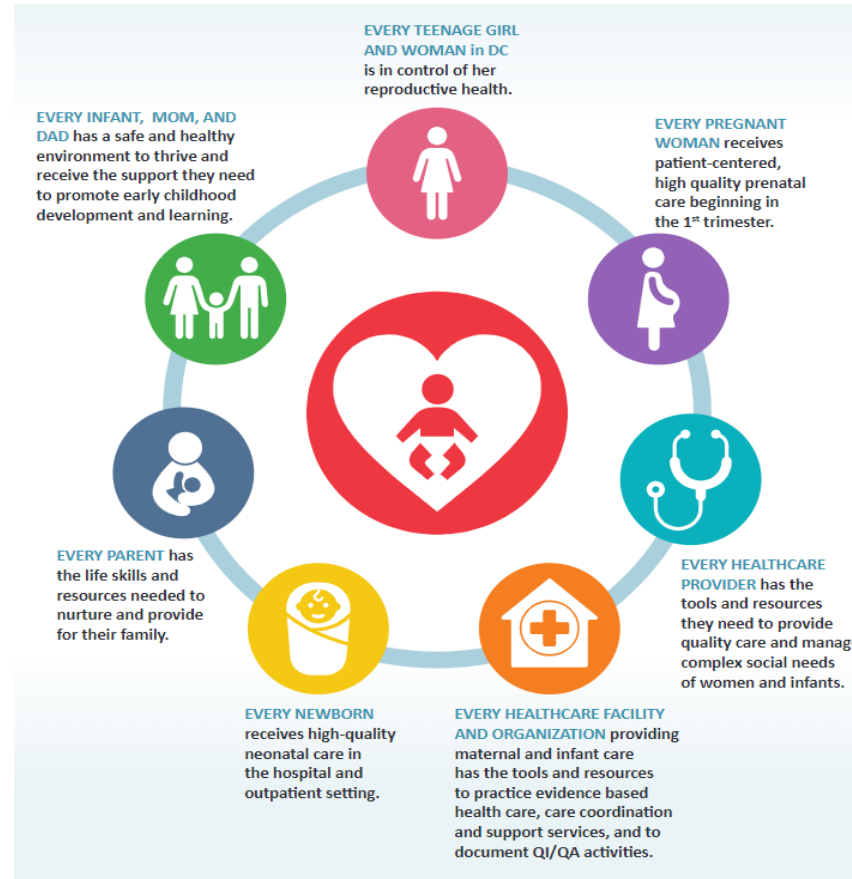 EVERY TEENAGE GIRL
AND WOMAN in DC
is in control of her
reproductive health.
EVERY PREGNANT
WOMAN receives
patient-centered,
high quality prenatal
care beginning in
the 1st trimester.
EVERY HEALTHCARE
PROVIDER has the
tools and resources
they need to provide
quality care and manag
complex social needs
of women and infants.
EVERY HEALTHCARE FACILITY
AND ORGANIZATION providing
maternal and infant care
has the tools and resources
to practice evidence based
health care, care coordination
and support services, and to
document QI/QA activities.
EVERY NEWBORN
receives high-quality
neonatal care in
the hospital and
outpatient setting.
EVERY PARENT has
the life skills and
resources needed to
nurture and provide
for their family.
EVERY INFANT, MOM, AND
DAD has a safe and healthy
environment to thrive and
receive the support they need
to promote early childhood
development and learning.